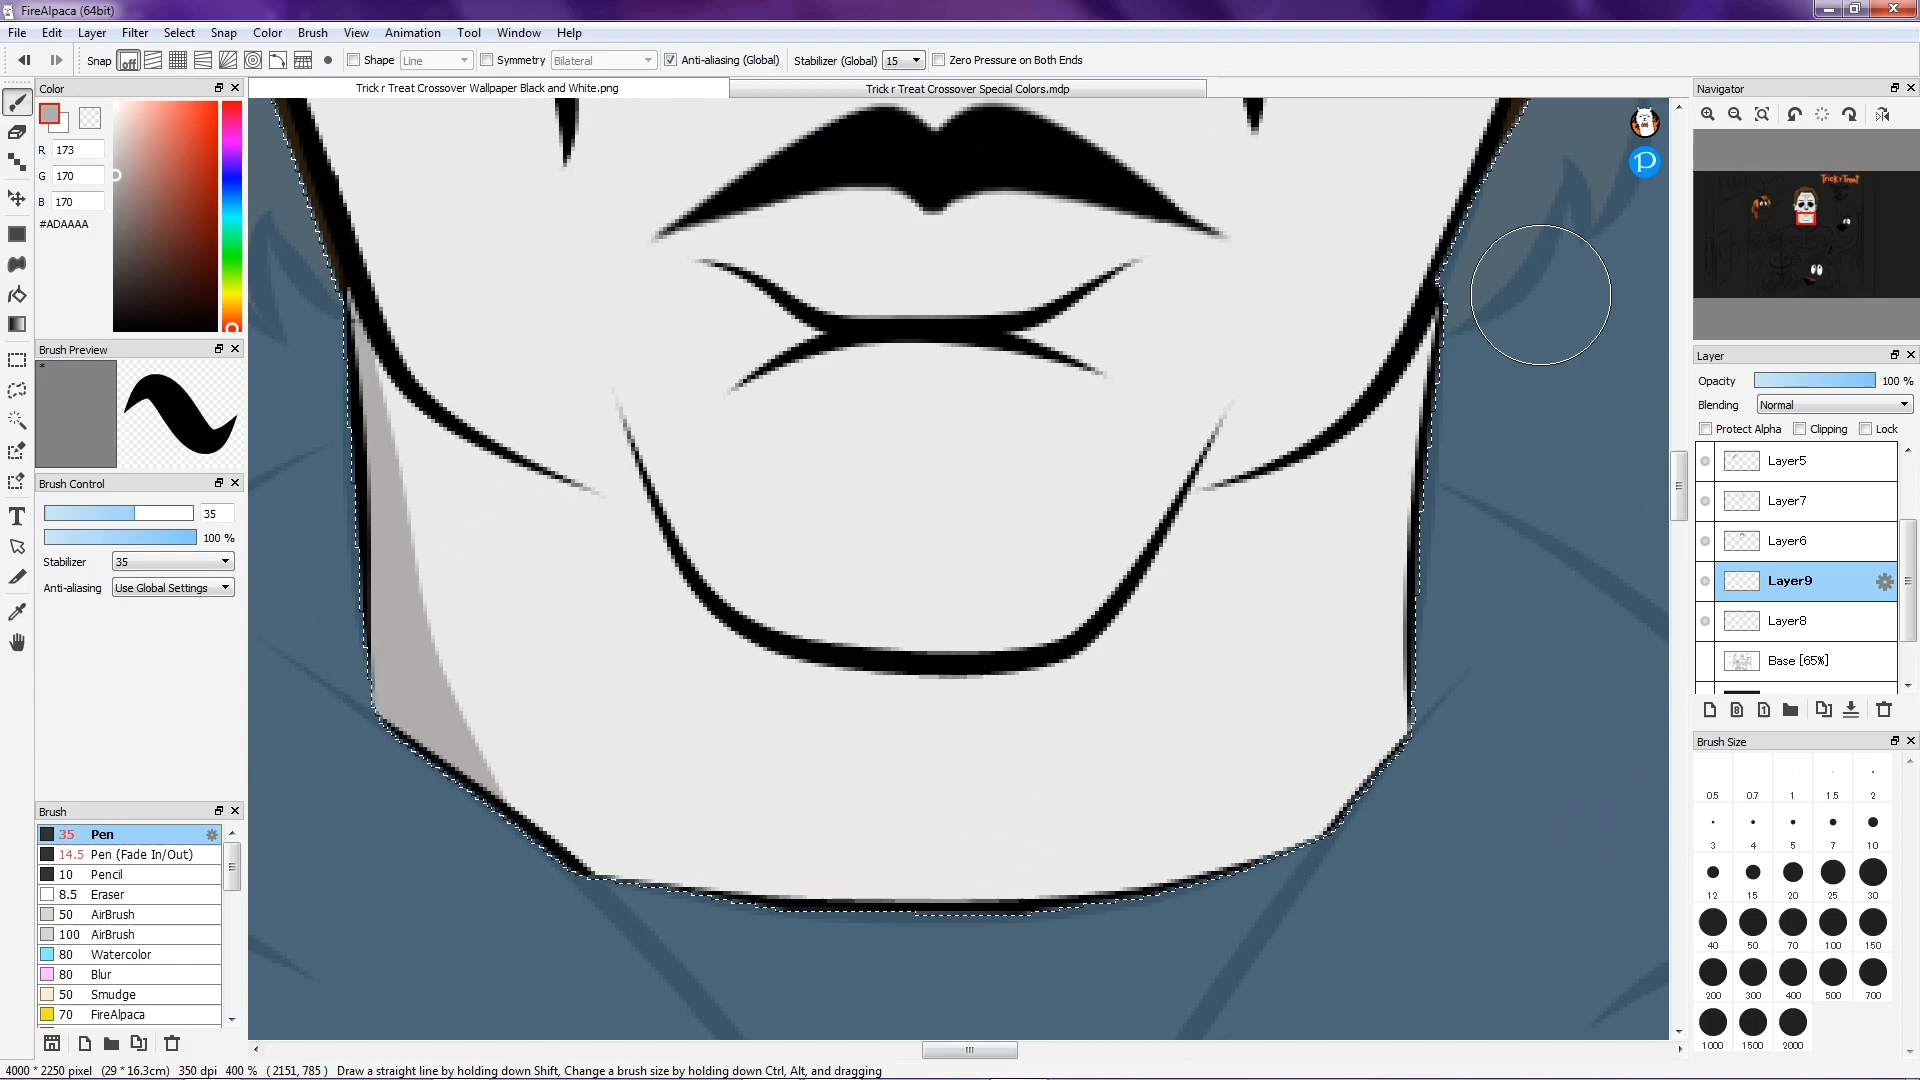 FireAlpaca (64bit)
File Edit Layer Filter Select Snap Color Brush View Animation Tool Window Help
Snap off Shape Line Symmetry Bilateral Anti-aliasing (Global) Stabilizer (Global) 15 Zero Pressure on Both Ends
Color
Trick r Treat Crossover Wallpaper Black and White.png
Trick r Treat Crossover Special Colors.mdp
Navigator
R 173
G 170
B 170
#ADAAAA
Trick r Treat
Brush Preview
*
Layer
Opacity 100 %
Blending Normal
Protect Alpha Clipping Lock
Layer5
Layer7
Layer6
Layer9
Layer8
Base [65%]
Brush Control
35
100 %
Stabilizer 35
Anti-aliasing Use Global Settings
Brush Size
0.5 0.7 1 1.5 2
3 4 5 7 10
12 15 20 25 30
40 50 70 100 150
200 300 400 500 700
1000 1500 2000
Brush
35 Pen
14.5 Pen (Fade In/Out)
10 Pencil
8.5 Eraser
50 AirBrush
100 AirBrush
80 Watercolor
80 Blur
50 Smudge
70 FireAlpaca
4000 * 2250 pixel (29 * 16.3cm) 350 dpi 400 % ( 2151, 785 ) Draw a straight line by holding down Shift, Change a brush size by holding down Ctrl, Alt, and dragging